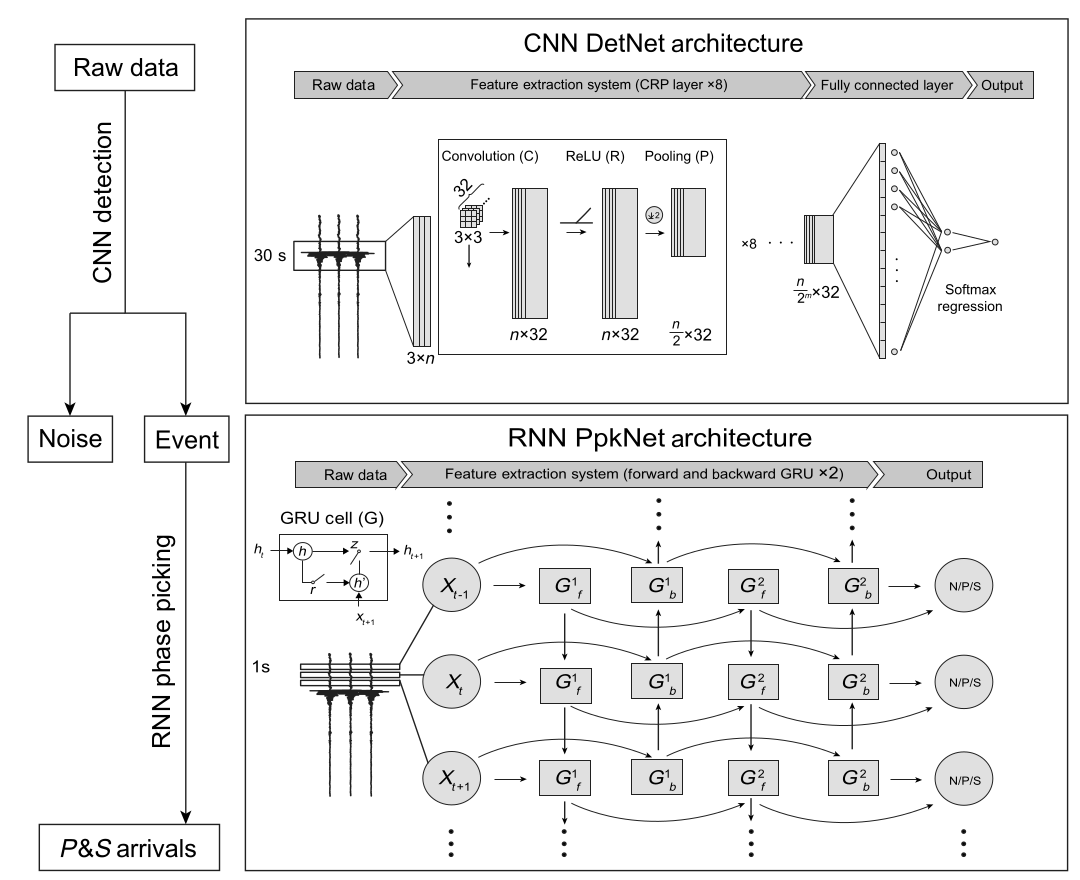 Raw data
CNN detection
Noise
Event
RNN phase picking
P&S arrivals
CNN DetNet architecture
Raw data
Feature extraction system (CRP layer ×8)
Fully connected layer
Output
Convolution (C)
ReLU (R)
Pooling (P)
32
3×3
2
30 s
3×n
n×32
n×32
n/2 ×32
×8
n/2^m ×32
Softmax
regression
RNN PpkNet architecture
Raw data
Feature extraction system (forward and backward GRU ×2)
Output
GRU cell (G)
h_t
h
z
h_{t+1}
r
h'
x_{t+1}
1s
X_{t-1}
G^1_f
G^1_b
G^2_f
G^2_b
N/P/S
X_t
G^1_f
G^1_b
G^2_f
G^2_b
N/P/S
X_{t+1}
G^1_f
G^1_b
G^2_f
G^2_b
N/P/S